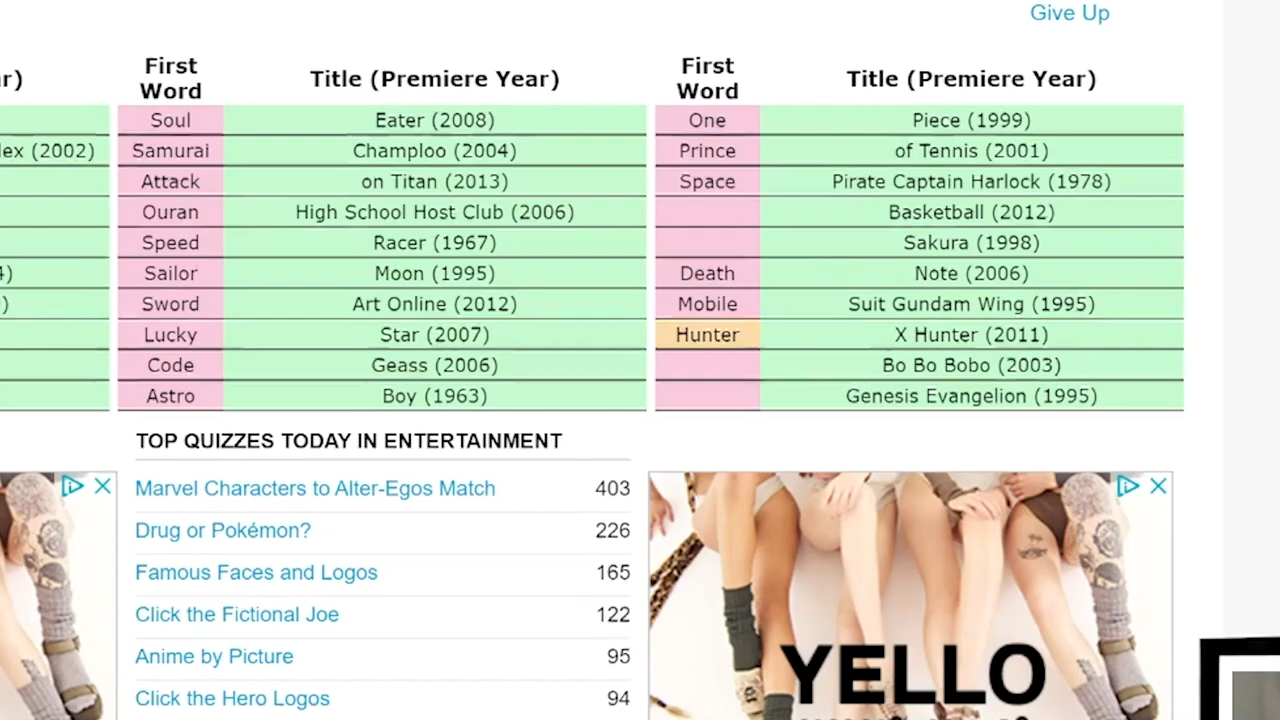 Give Up
r)
First Word
Title (Premiere Year)
First Word
Title (Premiere Year)
Soul Eater (2008)
One Piece (1999)
lex (2002)
Samurai Champloo (2004)
Prince of Tennis (2001)
Attack on Titan (2013)
Space Pirate Captain Harlock (1978)
Ouran High School Host Club (2006)
Basketball (2012)
Speed Racer (1967)
Sakura (1998)
4)
Sailor Moon (1995)
Death Note (2006)
)
Sword Art Online (2012)
Mobile Suit Gundam Wing (1995)
Lucky Star (2007)
Hunter X Hunter (2011)
Code Geass (2006)
Bo Bo Bobo (2003)
Astro Boy (1963)
Genesis Evangelion (1995)
TOP QUIZZES TODAY IN ENTERTAINMENT
Marvel Characters to Alter-Egos Match 403
Drug or Pokémon? 226
Famous Faces and Logos 165
Click the Fictional Joe 122
Anime by Picture 95
Click the Hero Logos 94
YELLO